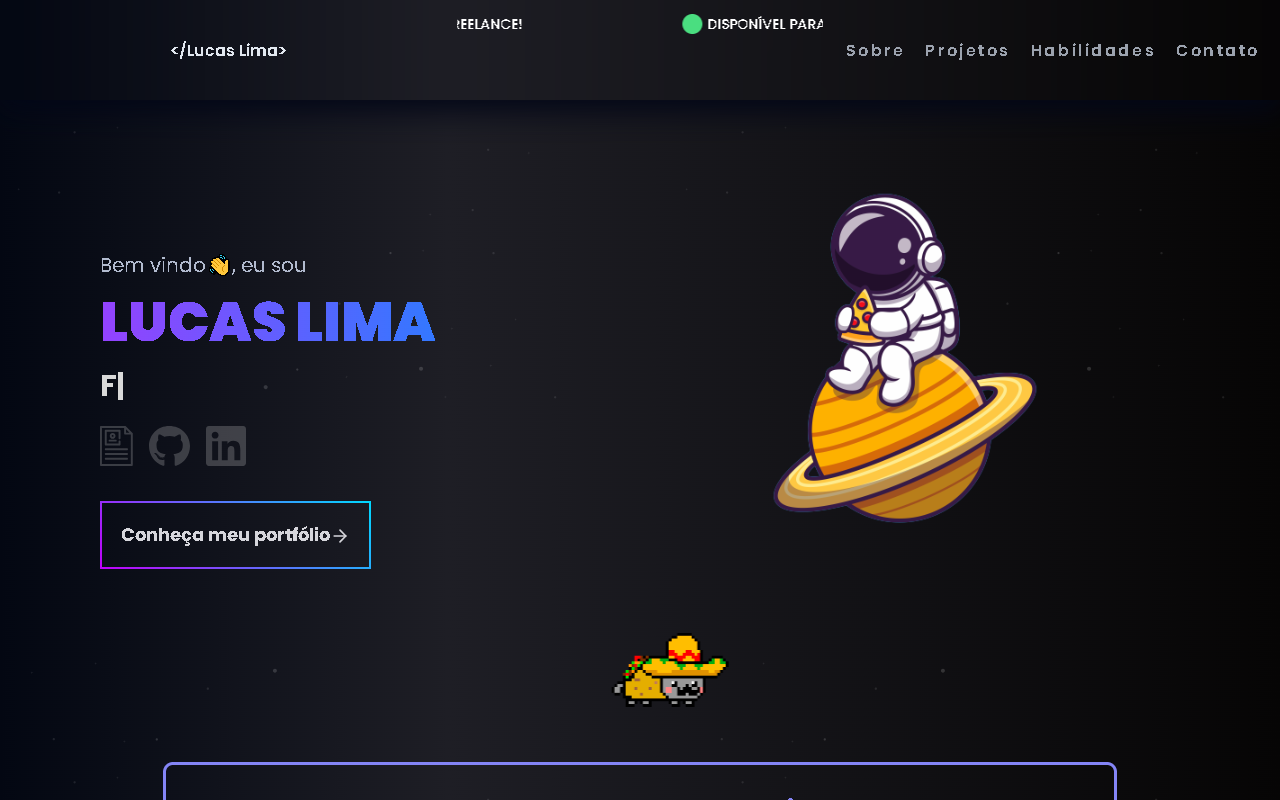 REELANCE! DISPONÍVEL PARA
</Lucas Lima> Sobre Projetos Habilidades Contato
Bem vindo👋, eu sou
LUCAS LIMA
F|
Conheça meu portfólio→